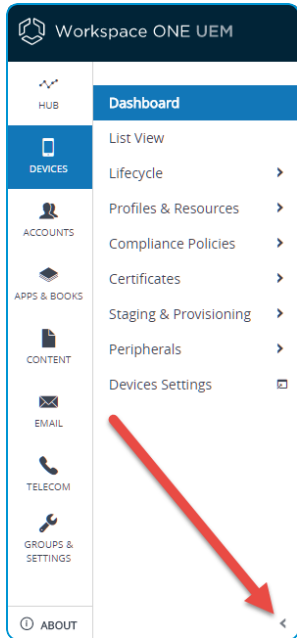 Workspace ONE UEM
HUB
DEVICES
ACCOUNTS
APPS & BOOKS
CONTENT
EMAIL
TELECOM
GROUPS &
SETTINGS
ABOUT
Dashboard
List View
Lifecycle
Profiles & Resources
Compliance Policies
Certificates
Staging & Provisioning
Peripherals
Devices Settings